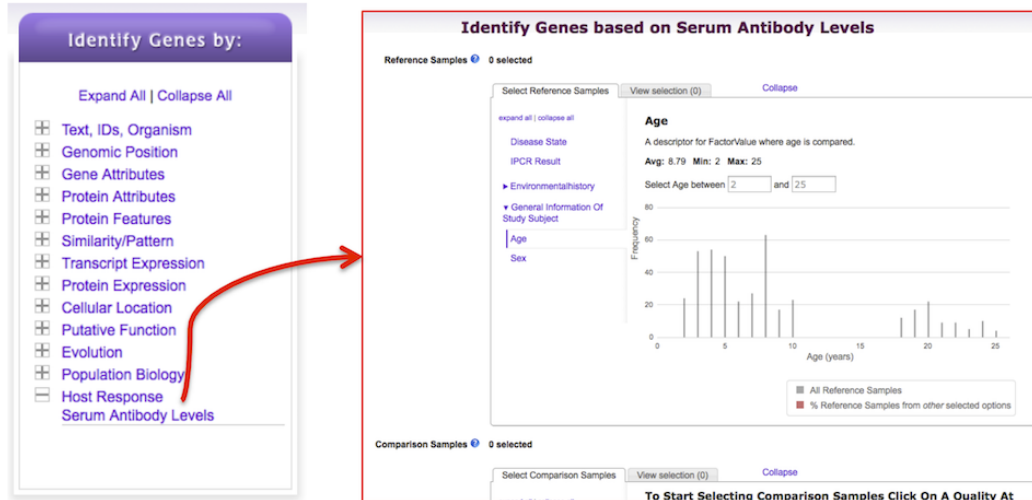 Identify Genes by:
Expand All | Collapse All
Text, IDs, Organism
Genomic Position
Gene Attributes
Protein Attributes
Protein Features
Similarity/Pattern
Transcript Expression
Protein Expression
Cellular Location
Putative Function
Evolution
Population Biology
Host Response
Serum Antibody Levels
Identify Genes based on Serum Antibody Levels
Reference Samples ? 0 selected
Select Reference Samples View selection (0) Collapse
expand all | collapse all
Disease State
IPCR Result
Environmentalhistory
General Information Of
Study Subject
Age
Sex
Age
A descriptor for FactorValue where age is compared.
Avg: 8.79 Min: 2 Max: 25
Select Age between 2 and 25
Frequency
80
60
40
20
0
0 5 10 15 20 25
Age (years)
All Reference Samples
% Reference Samples from other selected options
Comparison Samples ? 0 selected
Select Comparison Samples View selection (0) Collapse
To Start Selecting Comparison Samples Click On A Quality At